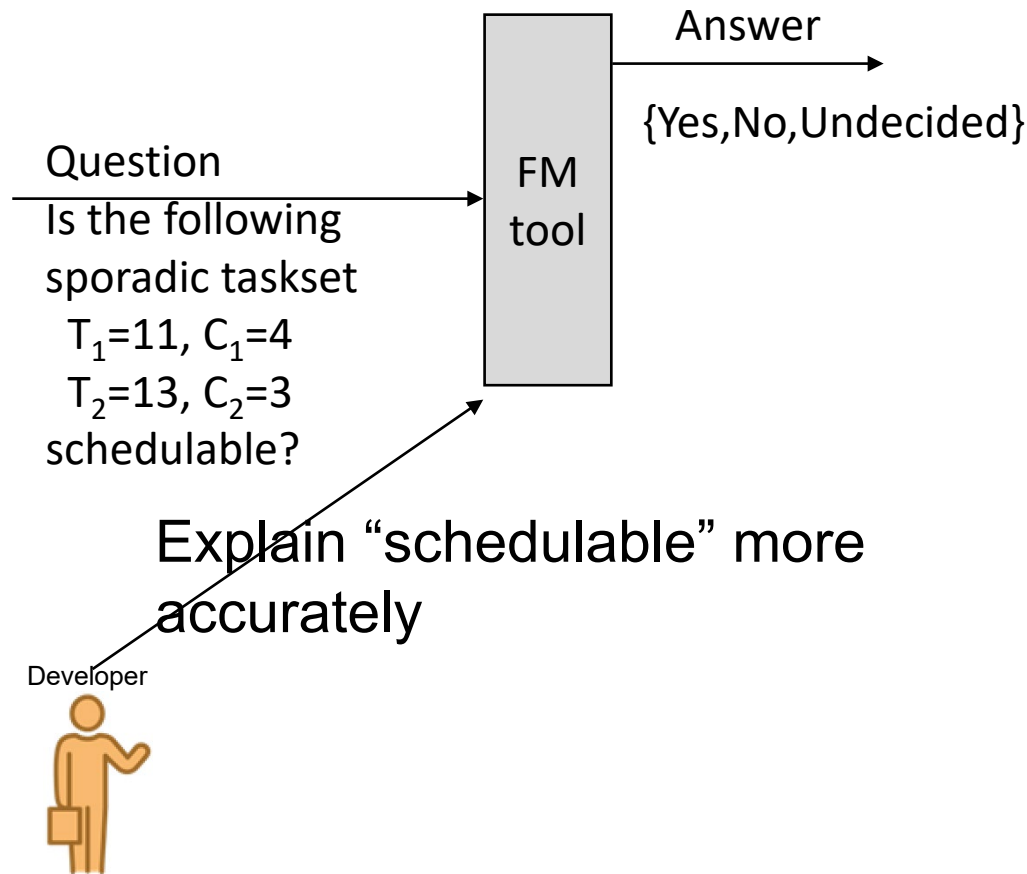 Answer
{Yes,No,Undecided}
Question
FM
tool
Is the following
sporadic taskset
T₁=11, C₁=4
T₂=13, C₂=3
schedulable?
Explain “schedulable” more
accurately
Developer